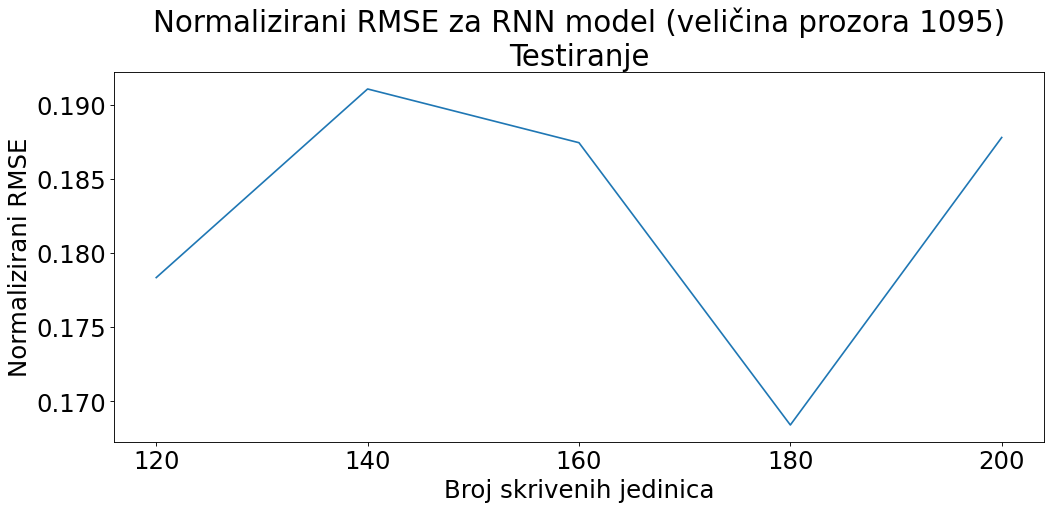 Normalizirani RMSE za RNN model (veličina prozora 1095)
Testiranje
Normalizirani RMSE
0.190
0.185
0.180
0.175
0.170
120 140 160 180 200
Broj skrivenih jedinica